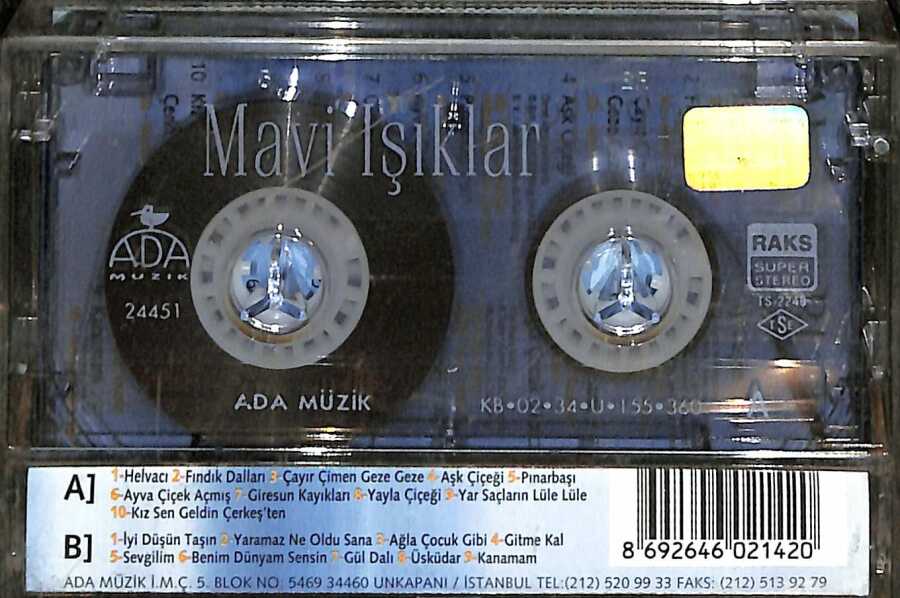 Mavi Işıklar
ADA
MÜZİK
24451
RAKS
SUPER
STEREO
TS 2240
TSE
ADA MÜZİK
KB•02•34•U•155•360
A
A]
1-Helvacı 2-Fındık Dalları 3-Çayır Çimen Geze Geze 4-Aşk Çiçeği 5-Pınarbaşı
6-Ayva Çiçek Açmış 7-Giresun Kayıkları 8-Yayla Çiçeği 9-Yar Saçların Lüle Lüle
10-Kız Sen Geldin Çerkeş'ten
B]
1-İyi Düşün Taşın 2-Yaramaz Ne Oldu Sana 3-Ağla Çocuk Gibi 4-Gitme Kal
5-Sevgilim 6-Benim Dünyam Sensin 7-Gül Dalı 8-Üsküdar 9-Kanamam
8 692646 021420
ADA MÜZİK İ.M.C. 5. BLOK NO: 5469 34460 UNKAPANI / İSTANBUL TEL:(212) 520 99 33 FAKS: (212) 513 92 79